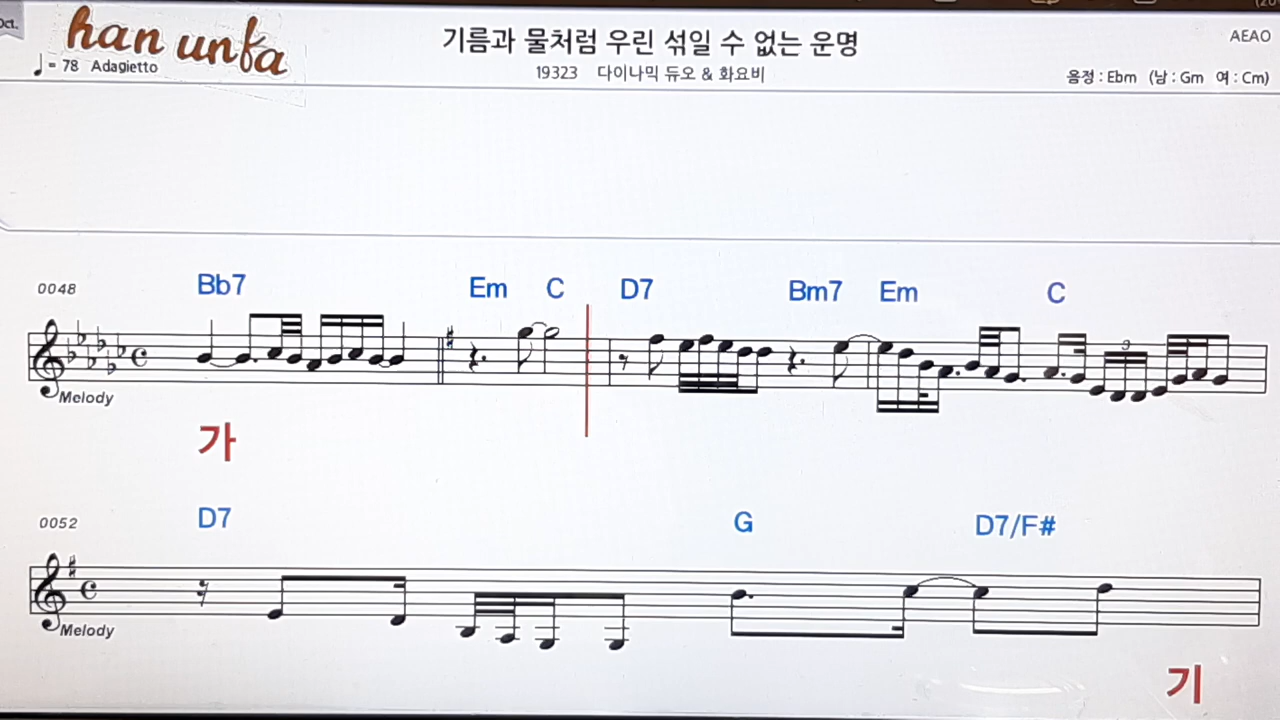 Oct.
han unfa
기름과 물처럼 우린 섞일 수 없는 운명
AEAO
♩= 78 Adagietto
19323 다이나믹 듀오 & 화요비
음정 : Ebm (남 : Gm 여 : Cm)
0048 Bb7 Em C D7 Bm7 Em C
3
Melody
가
0052 D7 G D7/F#
Melody
기